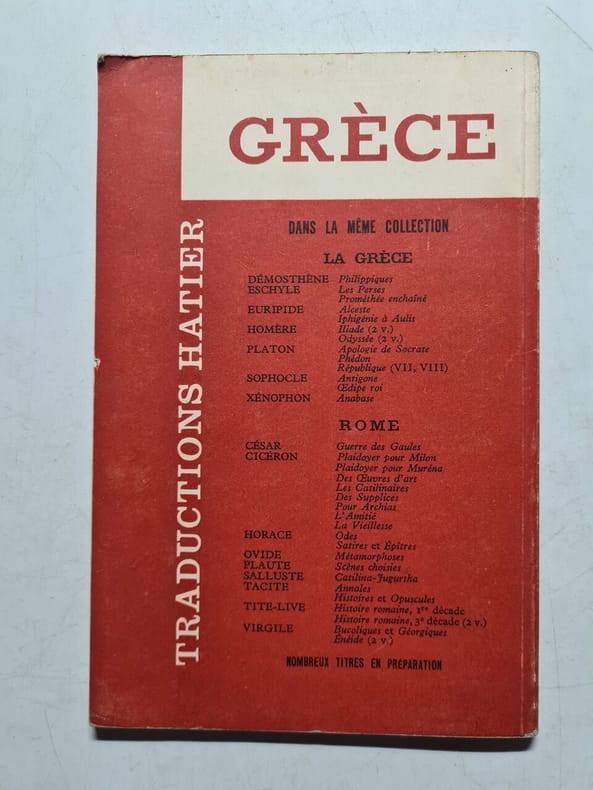 GRÈCE
TRADUCTIONS HATIER
DANS LA MÊME COLLECTION
LA GRÈCE
DÉMOSTHÈNE Philippiques
ESCHYLE Les Perses
Prométhée enchaîné
EURIPIDE Alceste
Iphigénie à Aulis
HOMÈRE Iliade (2 v.)
Odyssée (2 v.)
PLATON Apologie de Socrate
Phédon
République (VII, VIII)
SOPHOCLE Antigone
Œdipe roi
XÉNOPHON Anabase
ROME
CÉSAR Guerre des Gaules
CICÉRON Plaidoyer pour Milon
Plaidoyer pour Muréna
Des Œuvres d'art
Les Catilinaires
Des Supplices
Pour Archias
L'Amitié
La Vieillesse
HORACE Odes
Satires et Épîtres
OVIDE Métamorphoses
PLAUTE Scènes choisies
SALLUSTE Catilina-Jugurtha
TACITE Annales
Histoires et Opuscules
TITE-LIVE Histoire romaine, 1re décade
Histoire romaine, 3e décade (2 v.)
VIRGILE Bucoliques et Géorgiques
Énéide (2 v.)
NOMBREUX TITRES EN PRÉPARATION